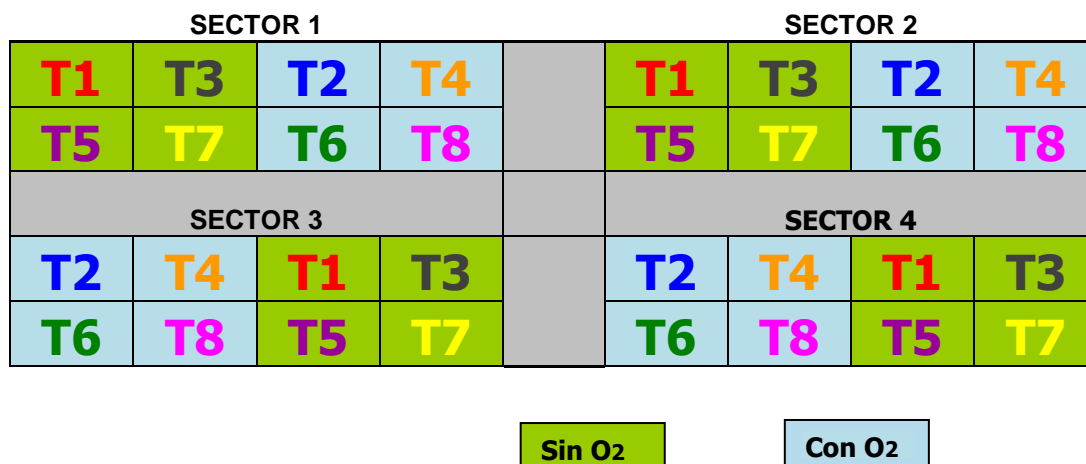 SECTOR 1 SECTOR 2
T1 T3 T2 T4 T1 T3 T2 T4
T5 T7 T6 T8 T5 T7 T6 T8
SECTOR 3 SECTOR 4
T2 T4 T1 T3 T2 T4 T1 T3
T6 T8 T5 T7 T6 T8 T5 T7
Sin O2 Con O2